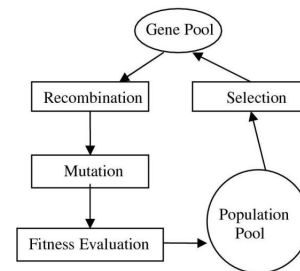 Gene Pool
Recombination
Selection
Mutation
Population
Pool
Fitness Evaluation